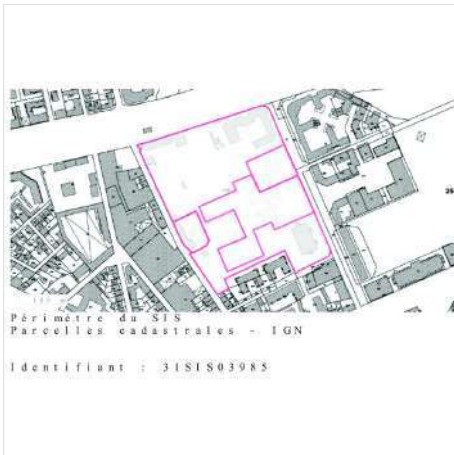 Périmètre du SIS
Parcelles cadastrales - IGN
Identifiant : 31SIS03985